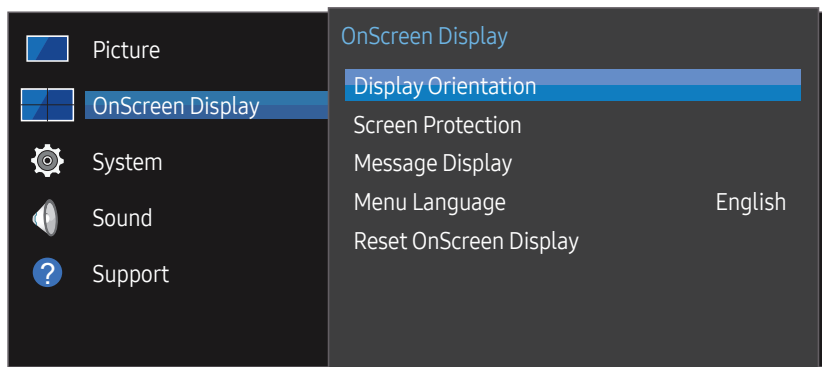 Picture
OnScreen Display
System
Sound
?
Support
OnScreen Display
Display Orientation
Screen Protection
Message Display
Menu Language English
Reset OnScreen Display